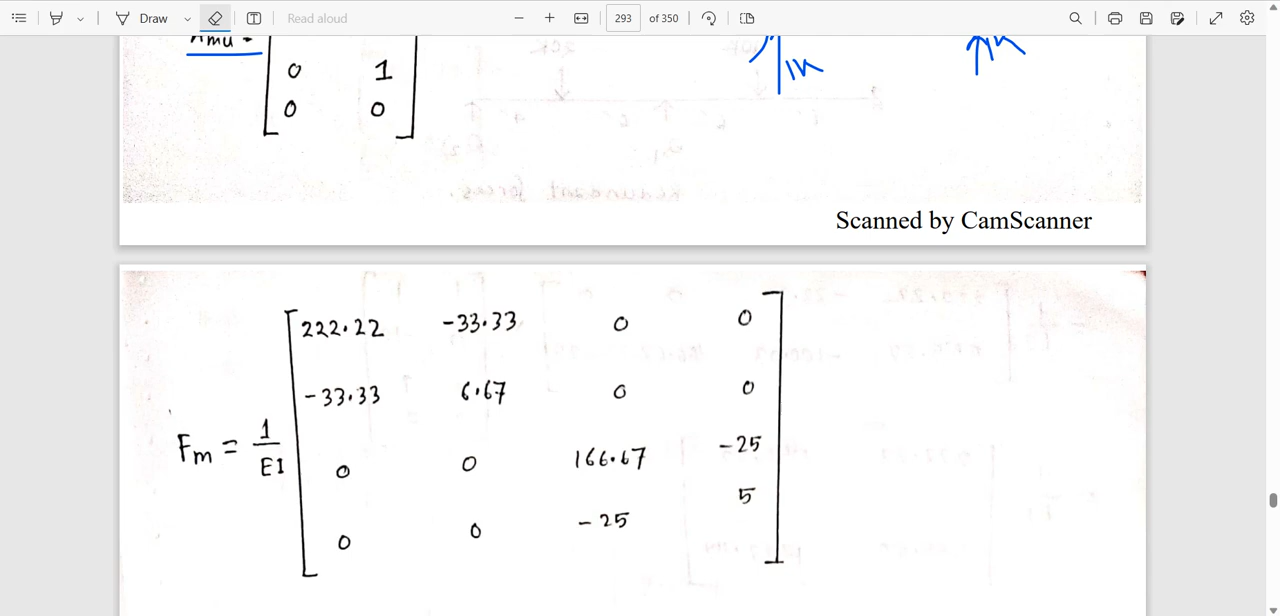 Draw
Read aloud
293 of 350
Amu =
0 1
0 0
m
m
Scanned by CamScanner
222.22 -33.33 0 0
-33.33 6.67 0 0
Fm = 1/EI
0 0 166.67 -25
0 0 -25 5